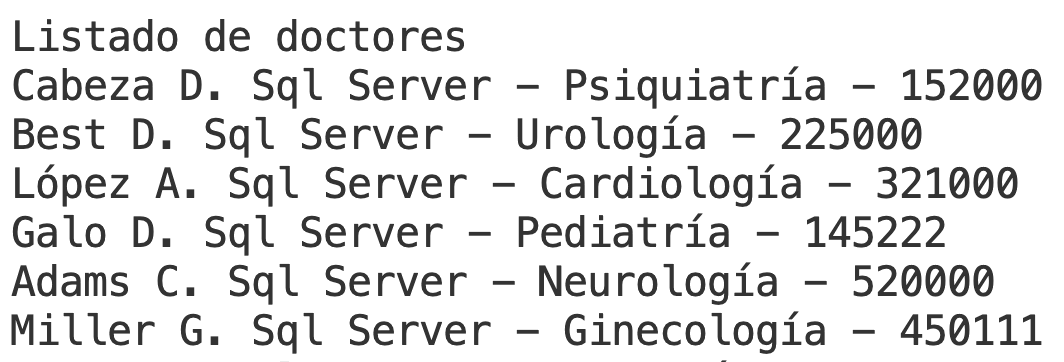 Listado de doctores
Cabeza D. Sql Server – Psiquiatría – 152000
Best D. Sql Server – Urología – 225000
López A. Sql Server – Cardiología – 321000
Galo D. Sql Server – Pediatría – 145222
Adams C. Sql Server – Neurología – 520000
Miller G. Sql Server – Ginecología – 450111